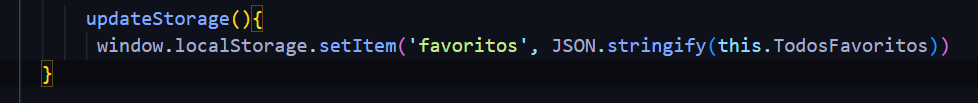 updateStorage(){
window.localStorage.setItem('favoritos', JSON.stringify(this.TodosFavoritos))
}